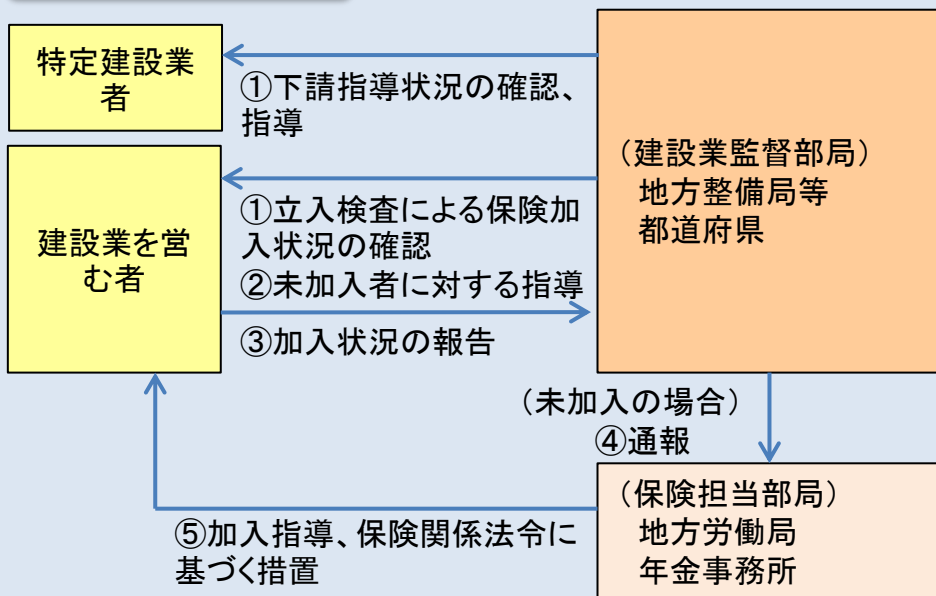 特定建設業
者
①下請指導状況の確認、
指導
建設業を営
む者
①立入検査による保険加
入状況の確認
②未加入者に対する指導
③加入状況の報告
（建設業監督部局）
地方整備局等
都道府県
（未加入の場合）
④通報
（保険担当部局）
地方労働局
年金事務所
⑤加入指導、保険関係法令に
基づく措置